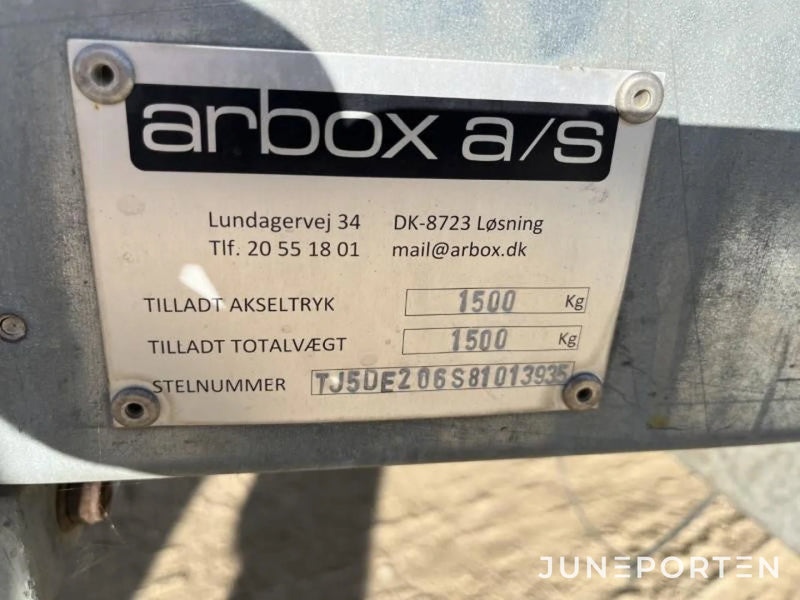 arbox a/s
Lundagervej 34 DK-8723 Løsning
Tlf. 20 55 18 01 mail@arbox.dk
TILLADT AKSELTRYK 1500 Kg
TILLADT TOTALVÆGT 1500 Kg
STELNUMMER TJ5DE206S81013935
JUNEPORTEN